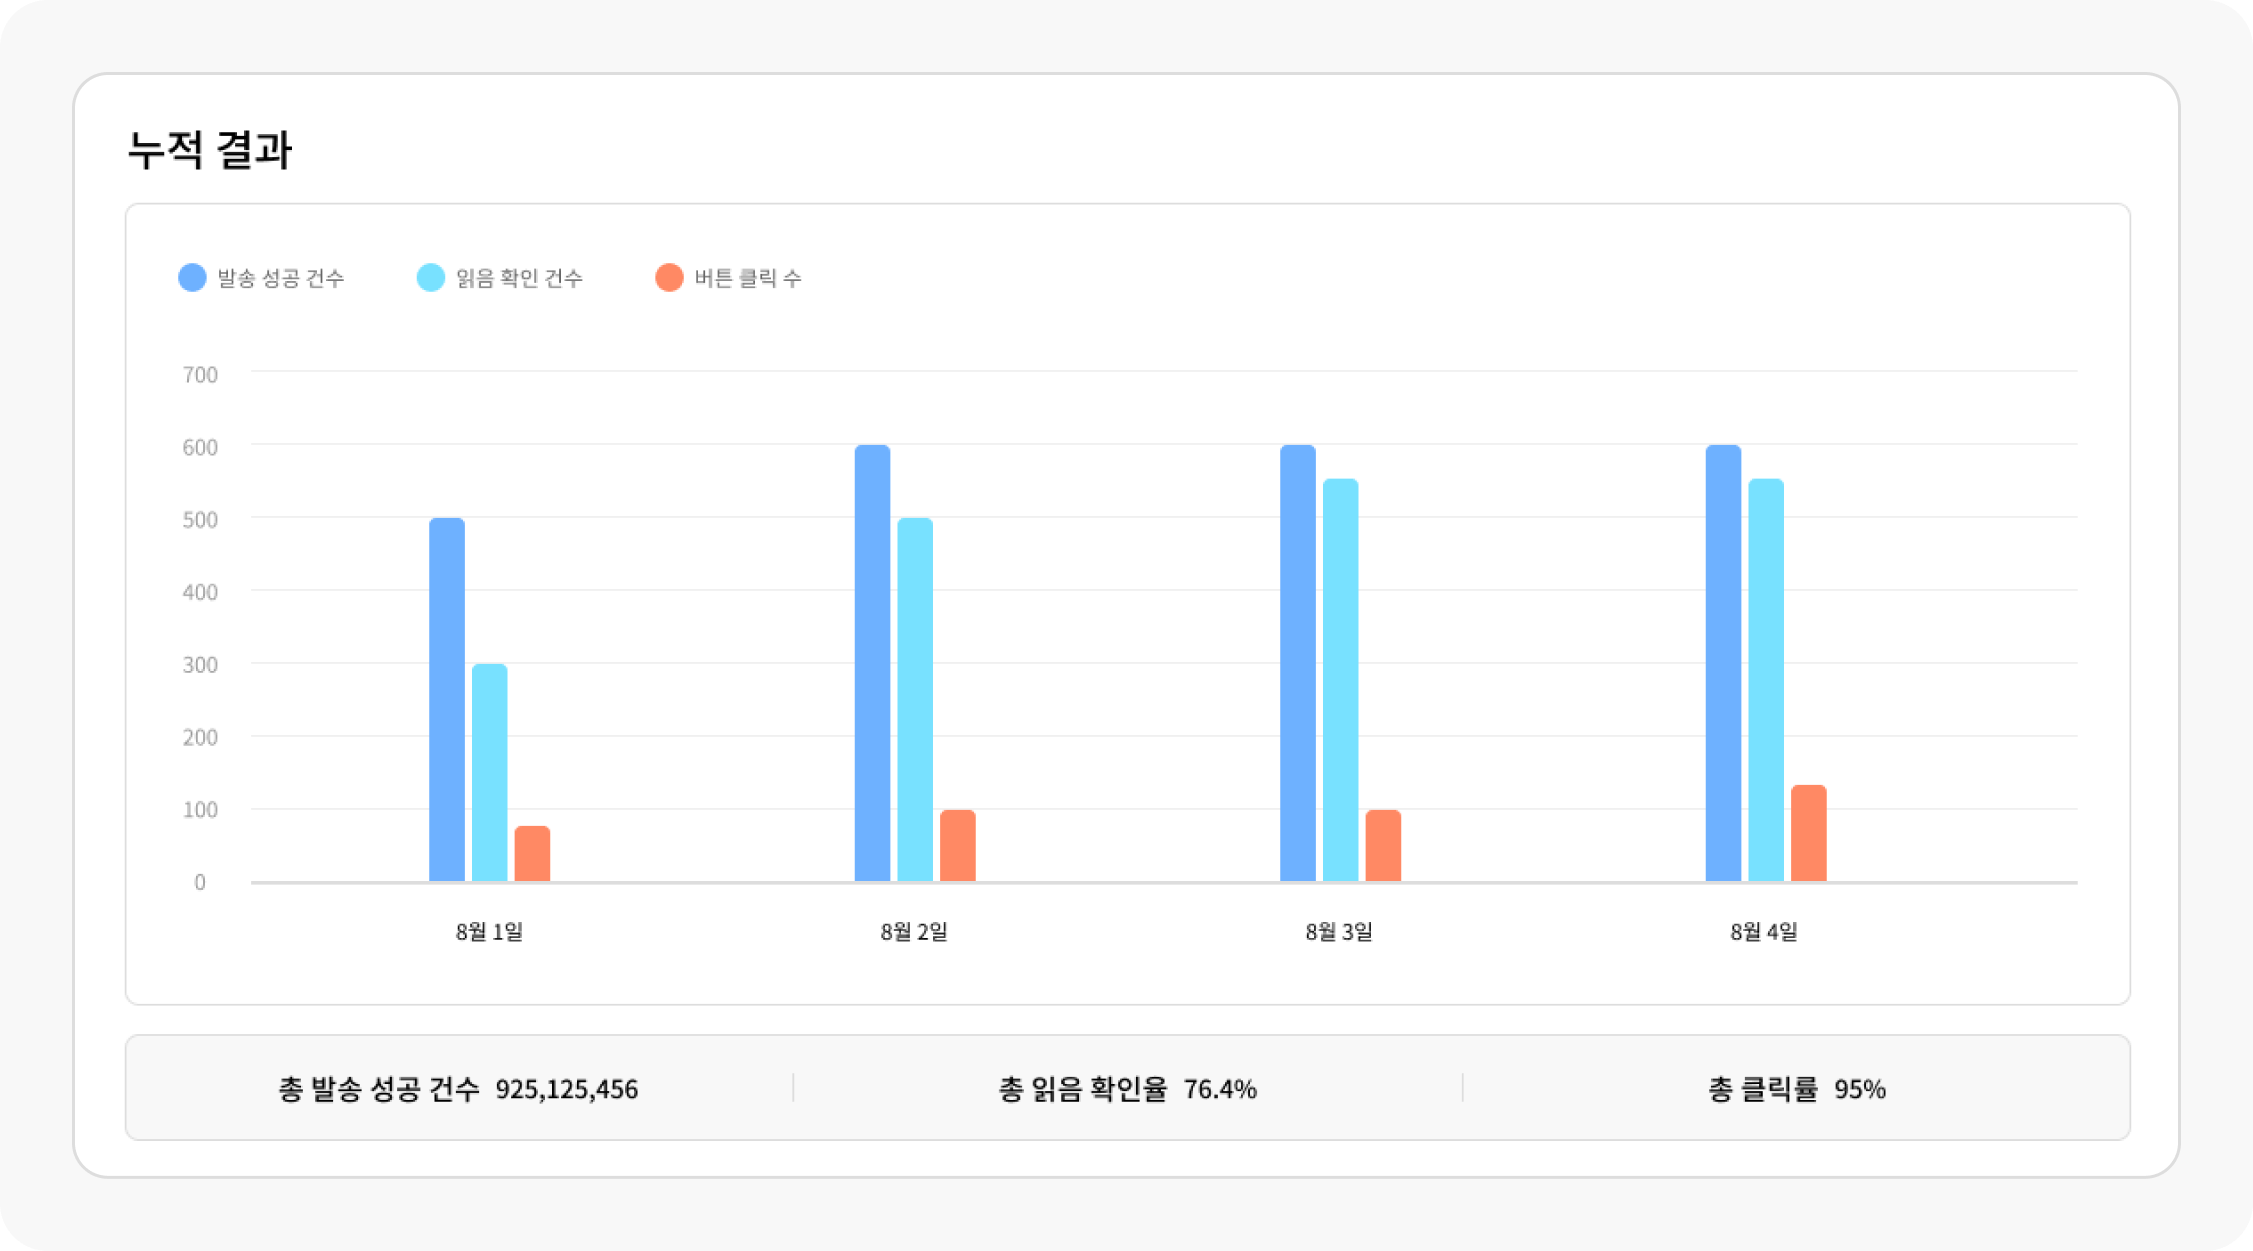 누적 결과
발송 성공 건수 읽음 확인 건수 버튼 클릭 수
700
600
500
400
300
200
100
0
8월 1일 8월 2일 8월 3일 8월 4일
총 발송 성공 건수 925,125,456 총 읽음 확인율 76.4% 총 클릭률 95%